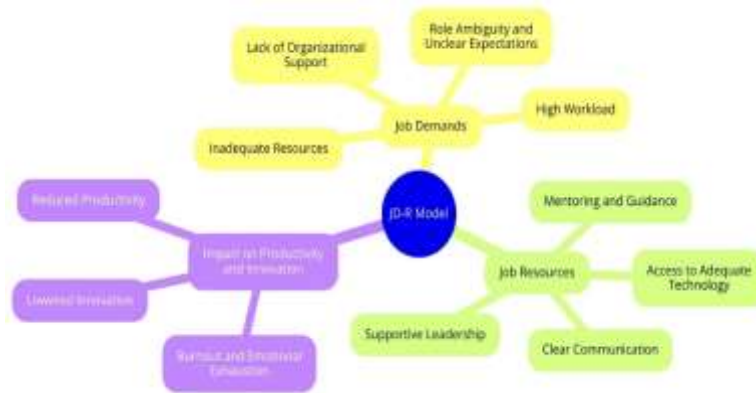 Role Ambiguity and
Unclear Expectations
Lack of Organizational
Support
High Workload
Job Demands
Inadequate Resources
Reduced Productivity
JD-R Model
Mentoring and Guidance
Impact on Productivity
and Innovation
Job Resources
Access to Adequate
Technology
Lowered Innovation
Supportive Leadership
Clear Communication
Burnout and Emotional
Exhaustion